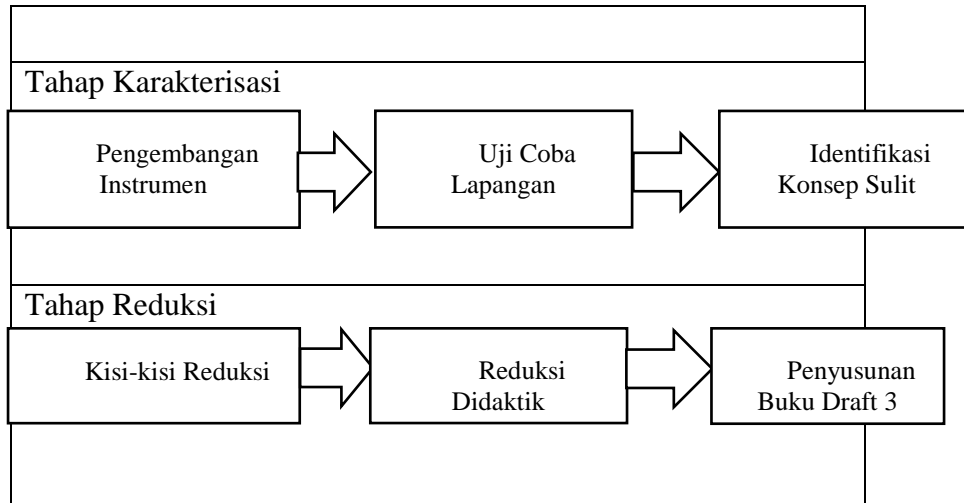 Tahap Karakterisasi
Pengembangan
Instrumen
Uji Coba
Lapangan
Identifikasi
Konsep Sulit
Tahap Reduksi
Kisi-kisi Reduksi
Reduksi
Didaktik
Penyusunan
Buku Draft 3